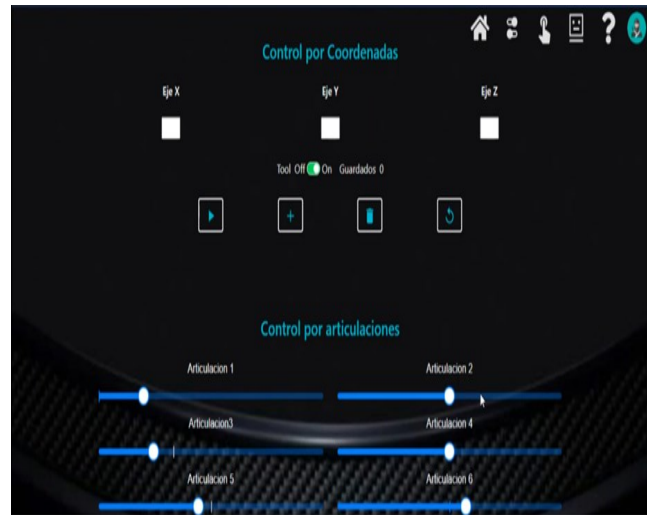 Control por Coordenadas
Eje X Eje Y Eje Z
Tool Off On Guardados 0
Control por articulaciones
Articulacion 1 Articulacion 2
Articulacion3 Articulacion 4
Articulacion 5 Articulacion 6